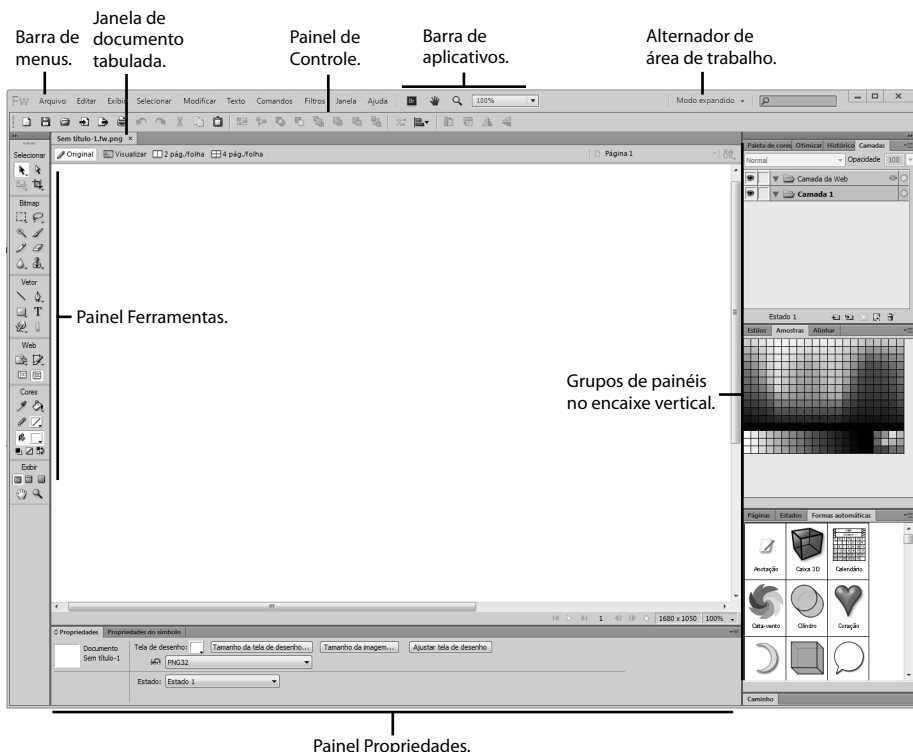 Barra de
menus.
Janela de
documento
tabulada.
Painel de
Controle.
Barra de
aplicativos.
Alternador de
área de trabalho.
Fw Arquivo Editar Exibir Selecionar Modificar Texto Comandos Filtros Janela Ajuda Br 100% Modo expandido
Sem título-1.fw.png ×
Original Visualizar 2 pág./folha 4 pág./folha Página 1
Selecionar
Bitmap
Vetor
Web
Cores
Exibir
Painel Ferramentas.
Grupos de painéis
no encaixe vertical.
Paleta de cores Otimizar Histórico Camadas
Normal Opacidade 100
Camada da Web
Camada 1
Estado 1
Estilos Amostras Alinhar
Páginas Estados Formas automáticas
Anotação Caixa 3D Calendário
Cata-vento Cilindro Coração
Caminho
1 1680 x 1050 100%
Propriedades Propriedades do símbolo
Documento
Sem título-1
Tela de desenho: Tamanho da tela de desenho... Tamanho da imagem... Ajustar tela de desenho
PNG32
Estado: Estado 1
Painel Propriedades.